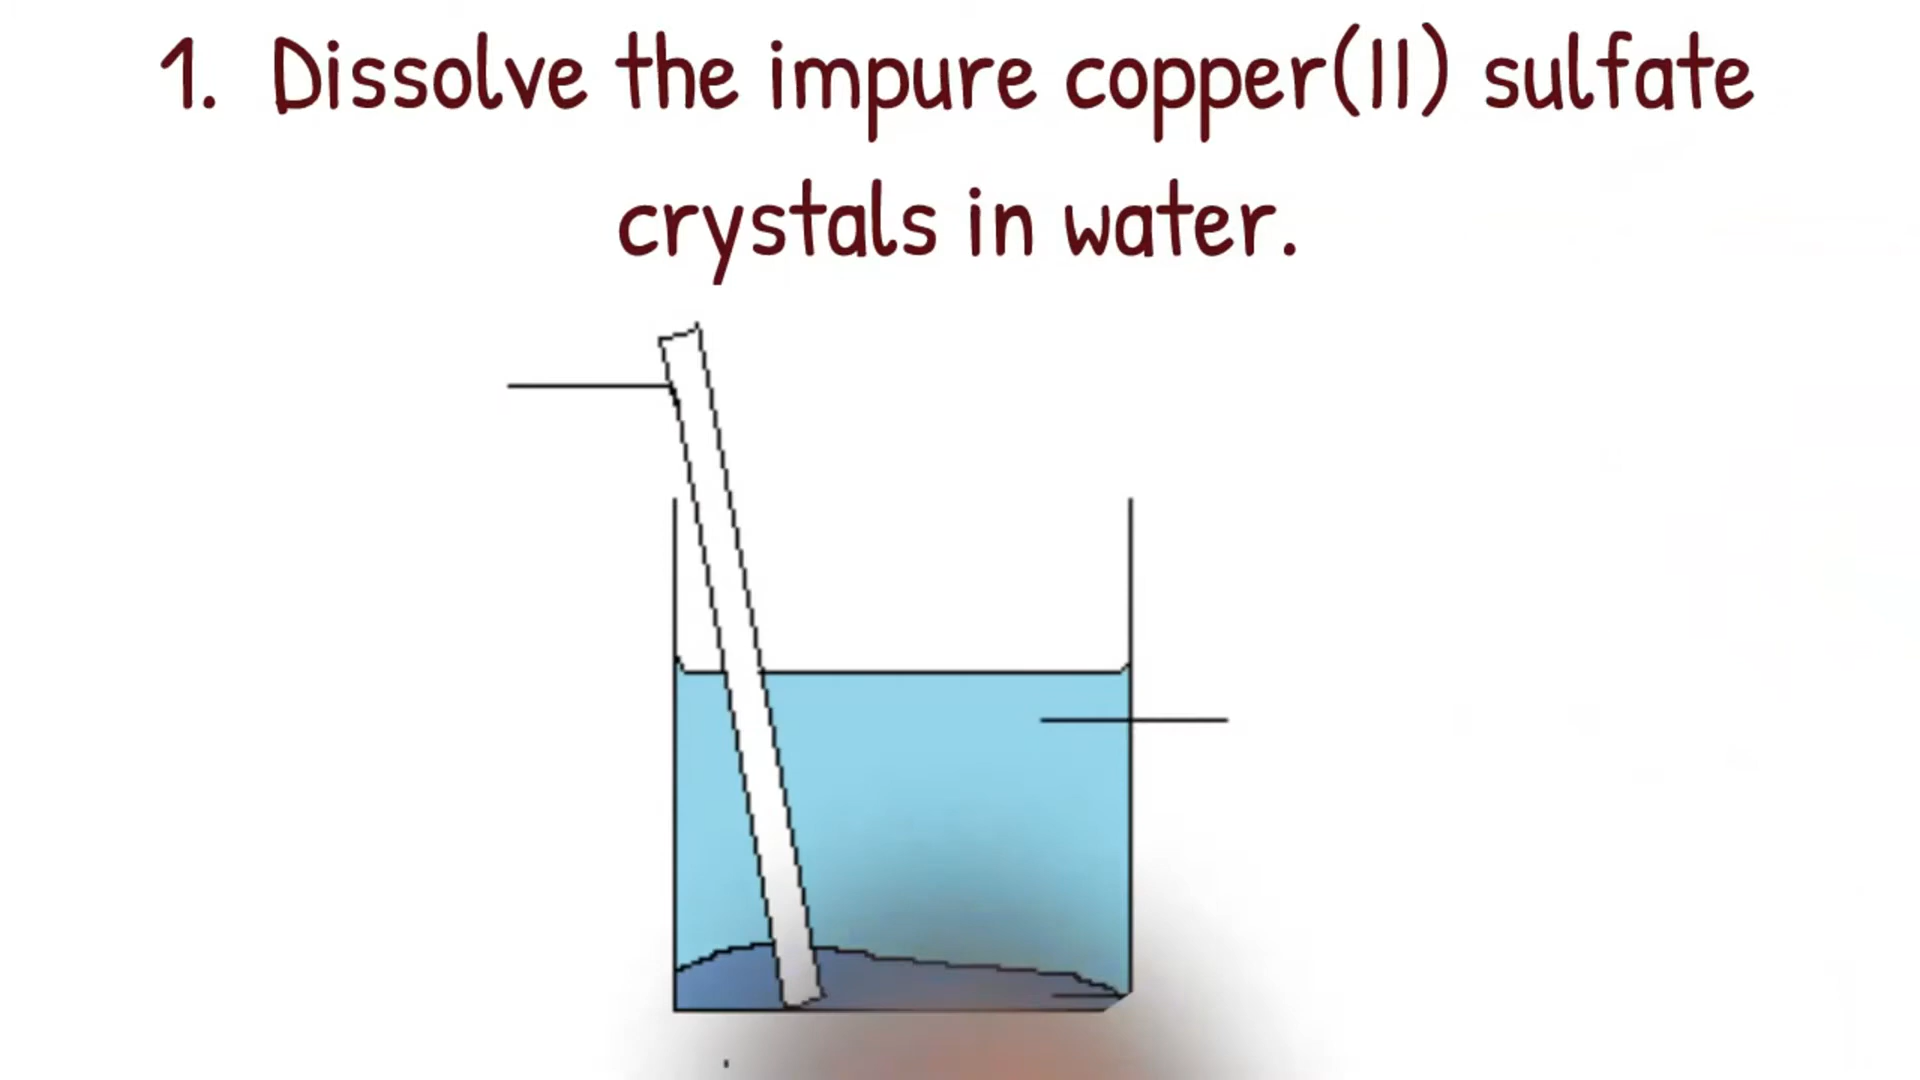 1. Dissolve the impure copper(II) sulfate
crystals in water.